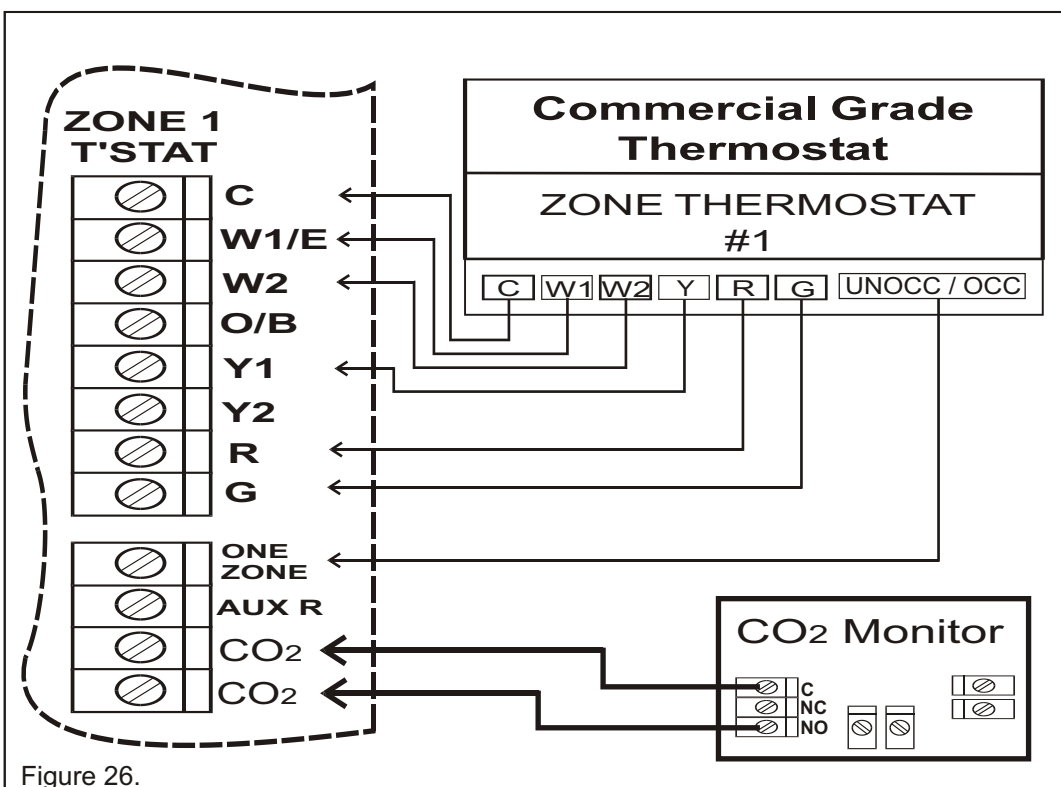 ZONE 1
T'STAT
C
W1/E
W2
O/B
Y1
Y2
R
G
ONE
ZONE
AUX R
CO2
CO2
Commercial Grade
Thermostat
ZONE THERMOSTAT
#1
C W1 W2 Y R G UNOCC / OCC
CO2 Monitor
C
NC
NO
Figure 26.